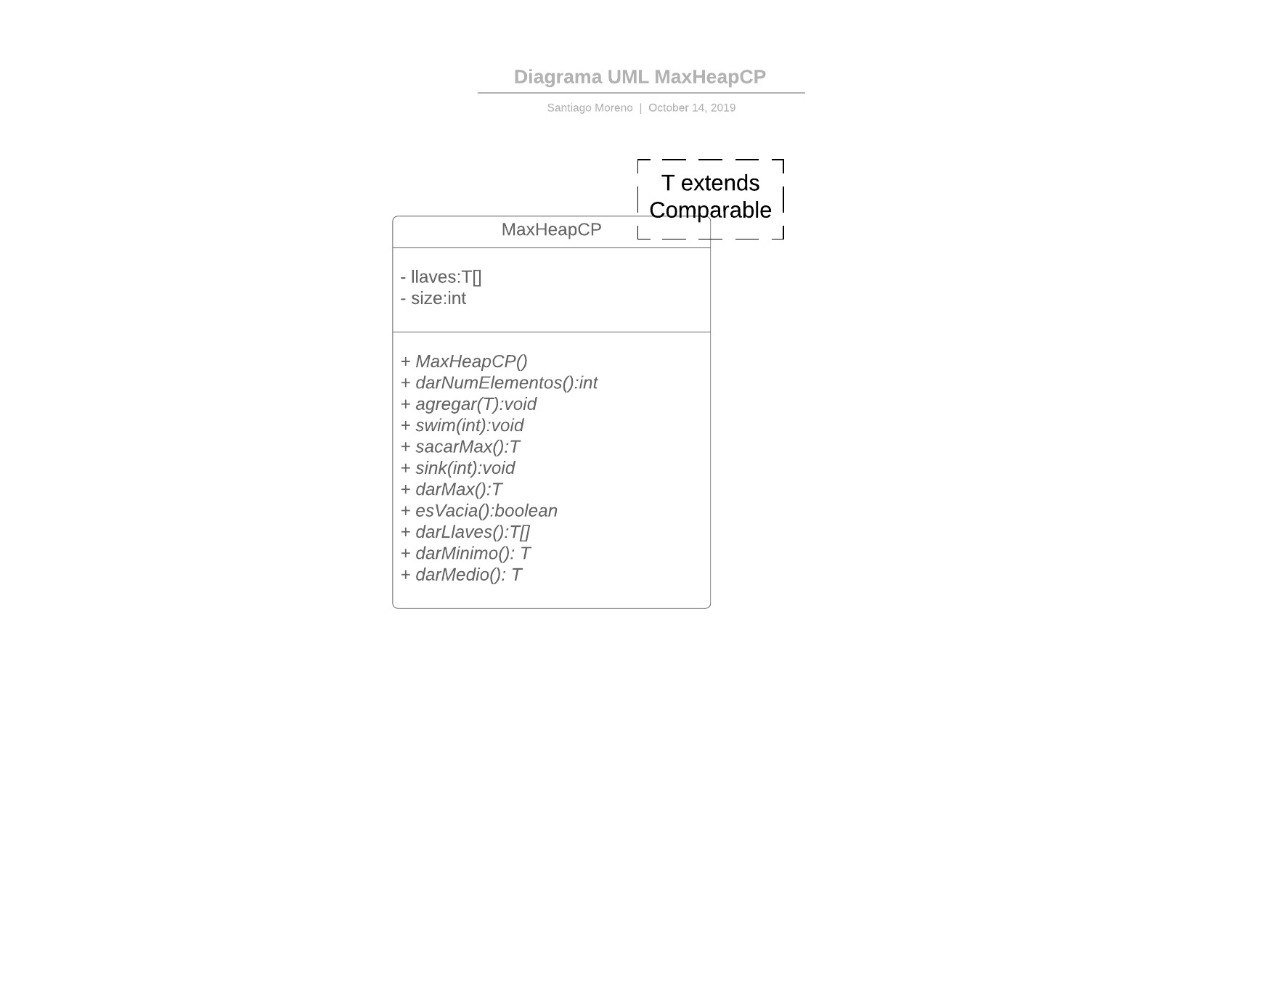 Diagrama UML MaxHeapCP
Santiago Moreno | October 14, 2019
T extends
Comparable
MaxHeapCP
- llaves:T[]
- size:int
+ MaxHeapCP()
+ darNumElementos():int
+ agregar(T):void
+ swim(int):void
+ sacarMax():T
+ sink(int):void
+ darMax():T
+ esVacia():boolean
+ darLlaves():T[]
+ darMinimo(): T
+ darMedio(): T